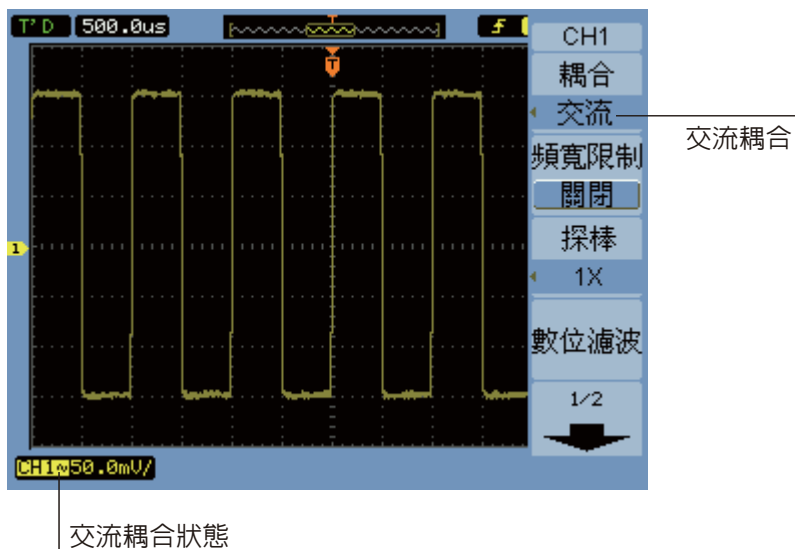 T'D 500.0us
T
CH1
耦合
交流
交流耦合
頻寬限制
關閉
探棒
1X
數位濾波
1/2
T
1
CH1~50.0mV/
交流耦合狀態